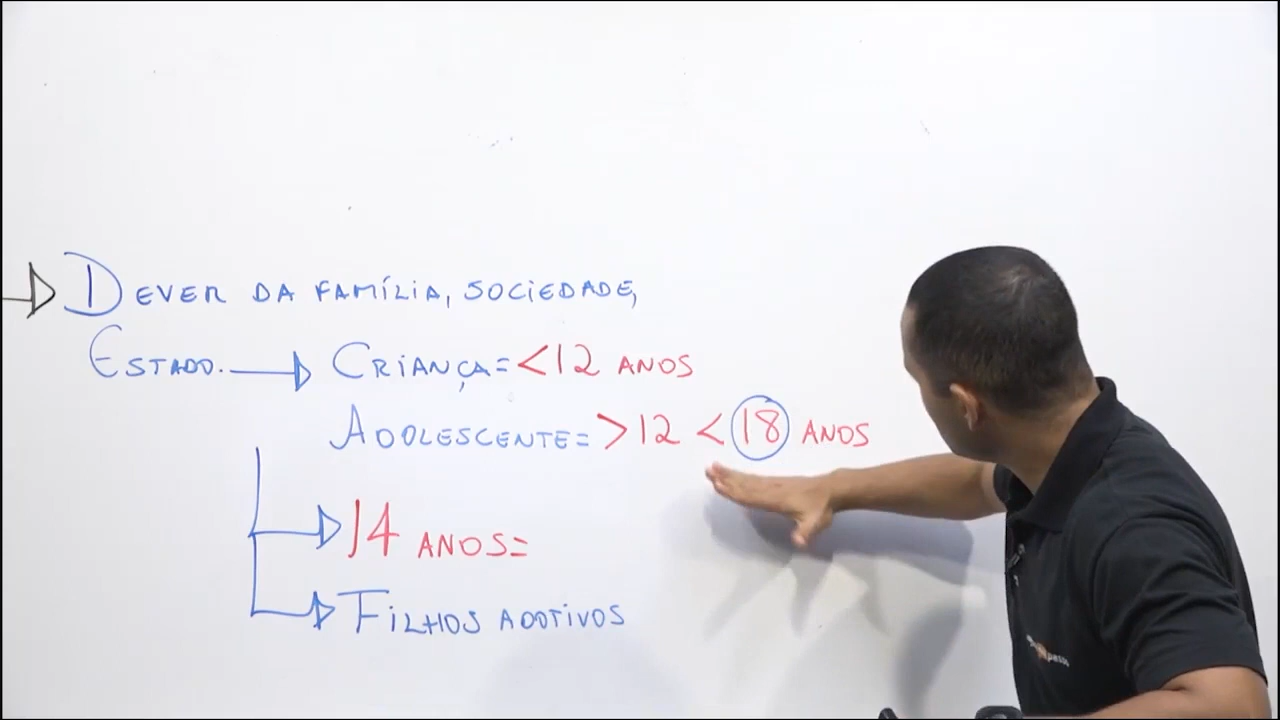 DEVER DA FAMÍLIA, SOCIEDADE,
ESTADO. CRIANÇA= <12 ANOS
ADOLESCENTE= >12 <18 ANOS
14 ANOS=
FILHOS ADOTIVOS